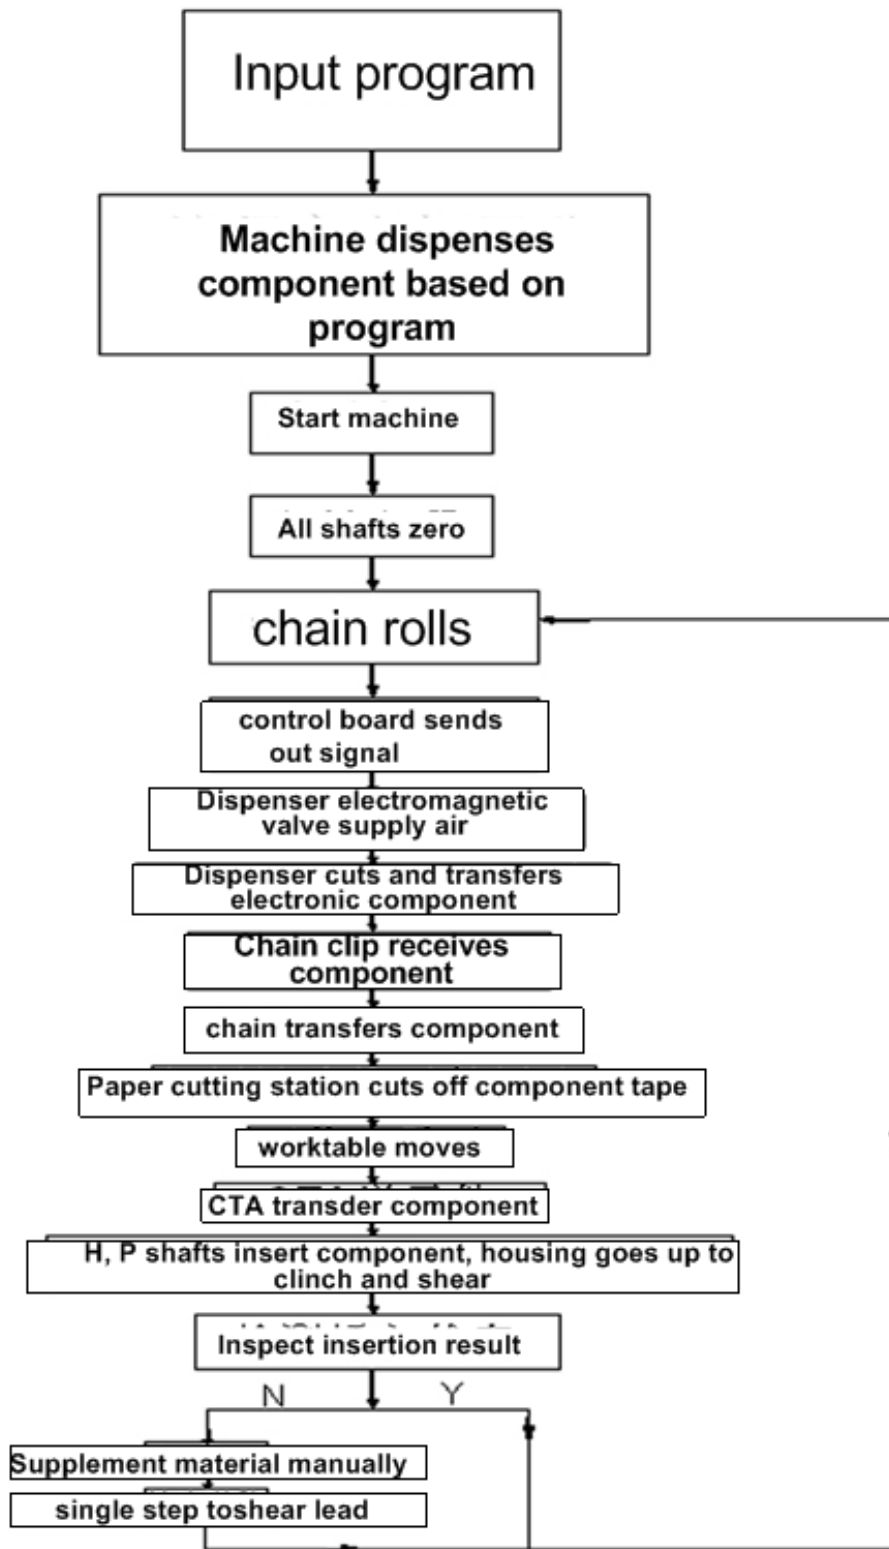 Input program
Machine dispenses
component based on
program
Start machine
All shafts zero
chain rolls
control board sends
out signal
Dispenser electromagnetic
valve supply air
Dispenser cuts and transfers
electronic component
Chain clip receives
component
chain transfers component
Paper cutting station cuts off component tape
worktable moves
CTA transder component
H, P shafts insert component, housing goes up to
clinch and shear
Inspect insertion result
N Y
Supplement material manually
single step toshear lead